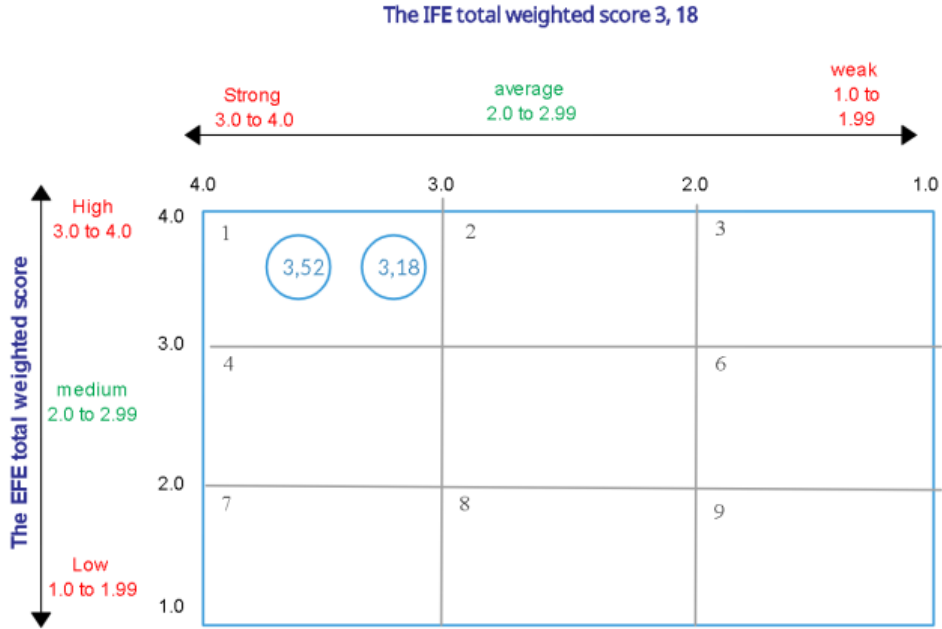 The IFE total weighted score 3, 18
weak
1.0 to
1.99
average
2.0 to 2.99
Strong
3.0 to 4.0
4.0
3.0
2.0
1.0
The EFE total weighted score
High
3.0 to 4.0
4.0
1
2
3
3,52
3,18
3.0
4
6
medium
2.0 to 2.99
2.0
7
8
9
Low
1.0 to 1.99
1.0